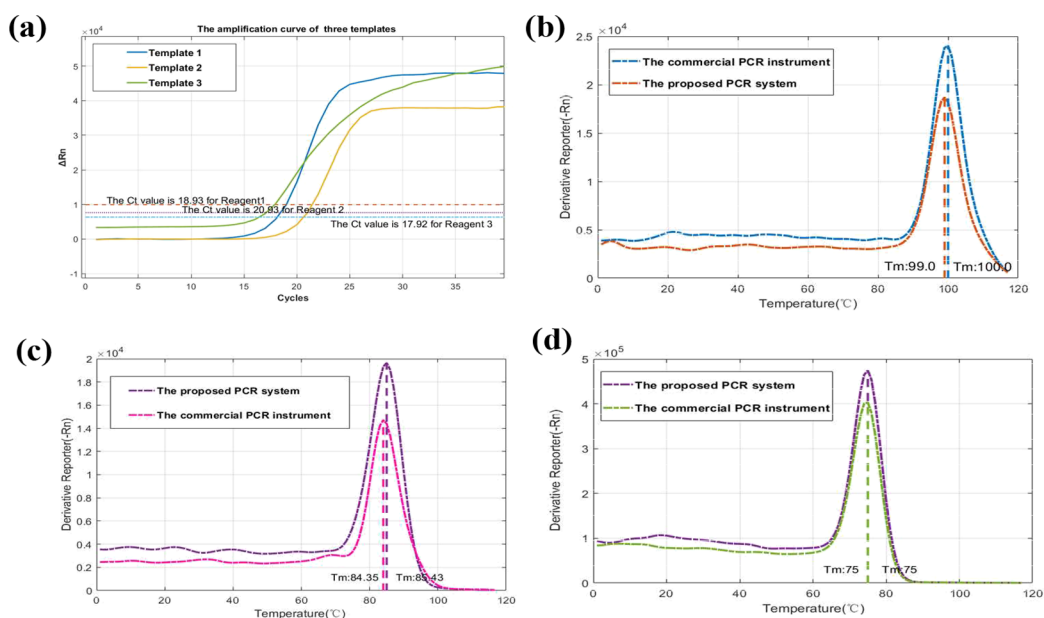 (a)
The amplification curve of three templates
×10⁴
Template 1
Template 2
Template 3
5
4
3
2
1
0
-1
ΔRn
The Ct value is 18.93 for Reagent1
The Ct value is 20.93 for Reagent 2
The Ct value is 17.92 for Reagent 3
0 5 10 15 20 25 30 35
Cycles
(b)
×10⁴
2.5
2
1.5
1
0.5
0
Derivative Reporter(-Rn)
The commercial PCR instrument
The proposed PCR system
Tm:99.0 Tm:100.0
0 20 40 60 80 100 120
Temperature(℃)
(c)
×10⁴
2
1.8
1.6
1.4
1.2
1
0.8
0.6
0.4
0.2
0
Derivative Reporter(-Rn)
The proposed PCR system
The commercial PCR instrument
Tm:84.35 Tm:85.43
0 20 40 60 80 100 120
Temperature(℃)
(d)
×10⁵
5
4
3
2
1
0
Derivative Reporter(-Rn)
The proposed PCR system
The commercial PCR instrument
Tm:75 Tm:75
0 20 40 60 80 100 120
Temperature(℃)